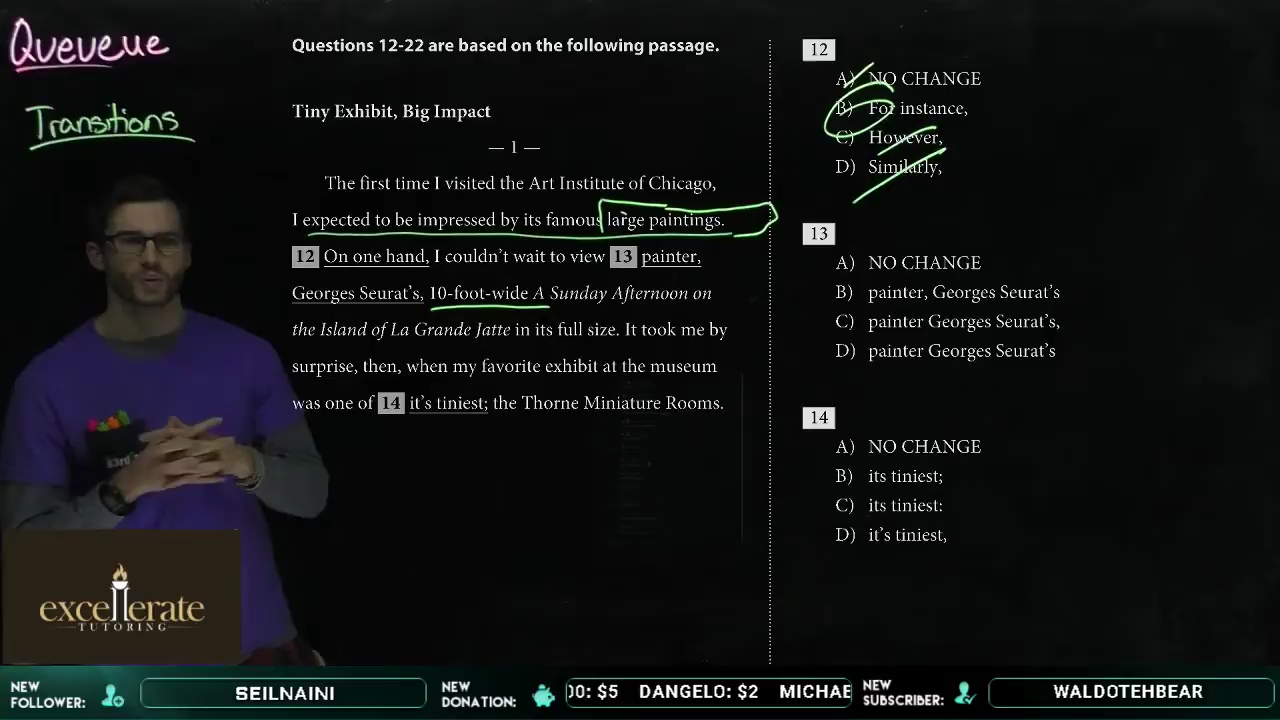 Queveue
Transitions
Questions 12-22 are based on the following passage.
Tiny Exhibit, Big Impact
— 1 —
The first time I visited the Art Institute of Chicago,
I expected to be impressed by its famous large paintings.
12 On one hand, I couldn't wait to view 13 painter,
Georges Seurat's, 10-foot-wide A Sunday Afternoon on
the Island of La Grande Jatte in its full size. It took me by
surprise, then, when my favorite exhibit at the museum
was one of 14 it's tiniest; the Thorne Miniature Rooms.
12
A) NO CHANGE
B) For instance,
C) However,
D) Similarly,
13
A) NO CHANGE
B) painter, Georges Seurat's
C) painter Georges Seurat's,
D) painter Georges Seurat's
14
A) NO CHANGE
B) its tiniest;
C) its tiniest:
D) it's tiniest,
excellerate
TUTORING
NEW FOLLOWER:
SEILNAINI
NEW DONATION:
00: $5 DANGELO: $2 MICHAE
NEW SUBSCRIBER:
WALDOTEHBEAR